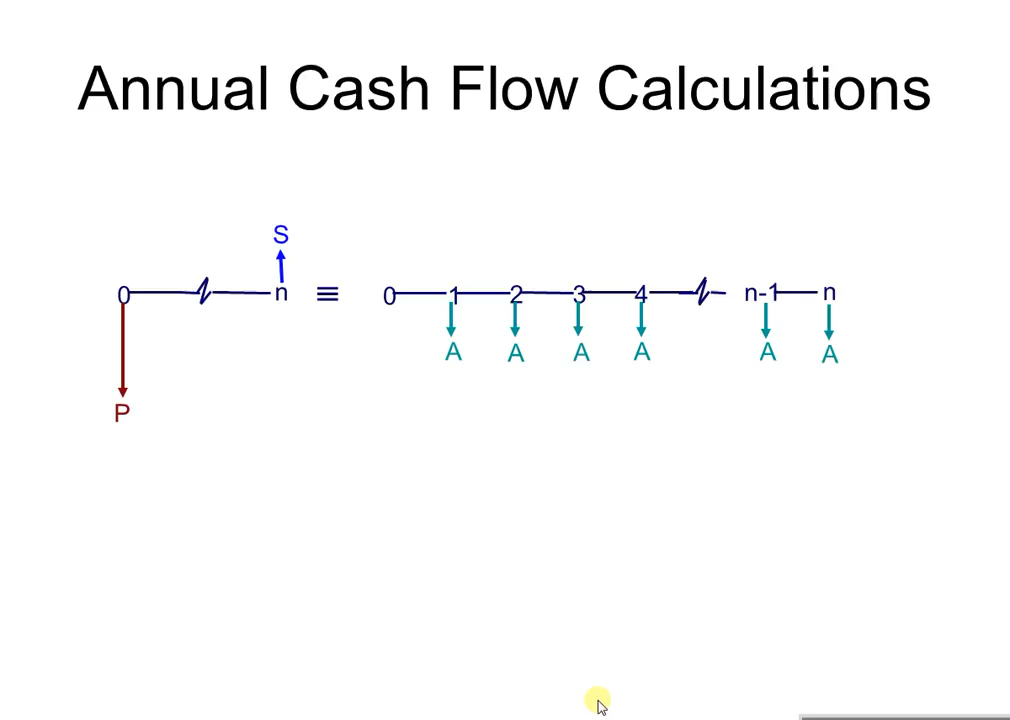 Annual Cash Flow Calculations
S
0 n ≡ 0 1 2 3 4 n-1 n
A A A A A A
P